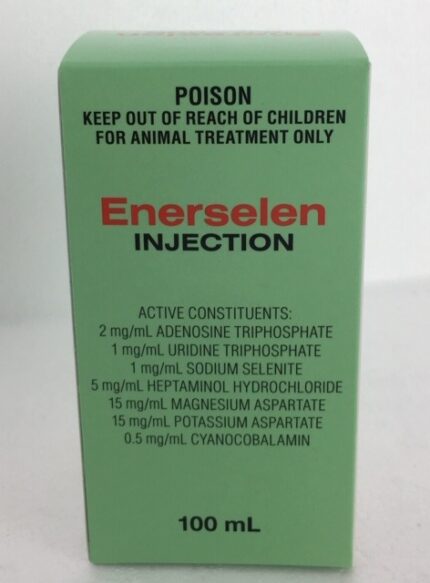 POISON
KEEP OUT OF REACH OF CHILDREN
FOR ANIMAL TREATMENT ONLY
Enerselen
INJECTION
ACTIVE CONSTITUENTS:
2 mg/mL ADENOSINE TRIPHOSPHATE
1 mg/mL URIDINE TRIPHOSPHATE
1 mg/mL SODIUM SELENITE
5 mg/mL HEPTAMINOL HYDROCHLORIDE
15 mg/mL MAGNESIUM ASPARTATE
15 mg/mL POTASSIUM ASPARTATE
0.5 mg/mL CYANOCOBALAMIN
100 mL